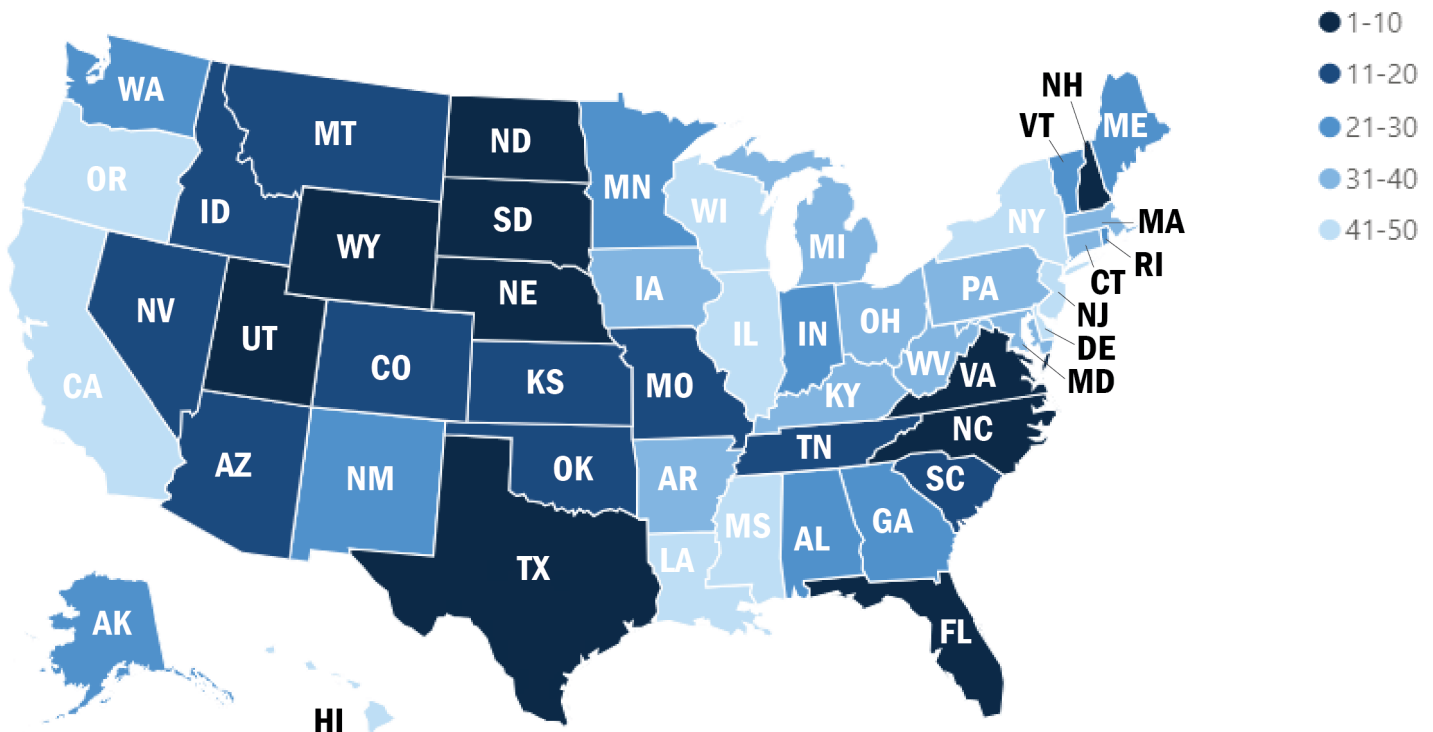 1-10
11-20
21-30
31-40
41-50
WA
MT
ND
MN
NH
VT
ME
OR
ID
SD
WI
NY
MA
WY
MI
RI
CT
NV
NE
IA
PA
NJ
UT
IL
IN
OH
DE
CA
CO
KS
MO
WV
VA
MD
KY
AZ
NM
OK
AR
TN
NC
SC
TX
LA
MS
AL
GA
AK
FL
HI